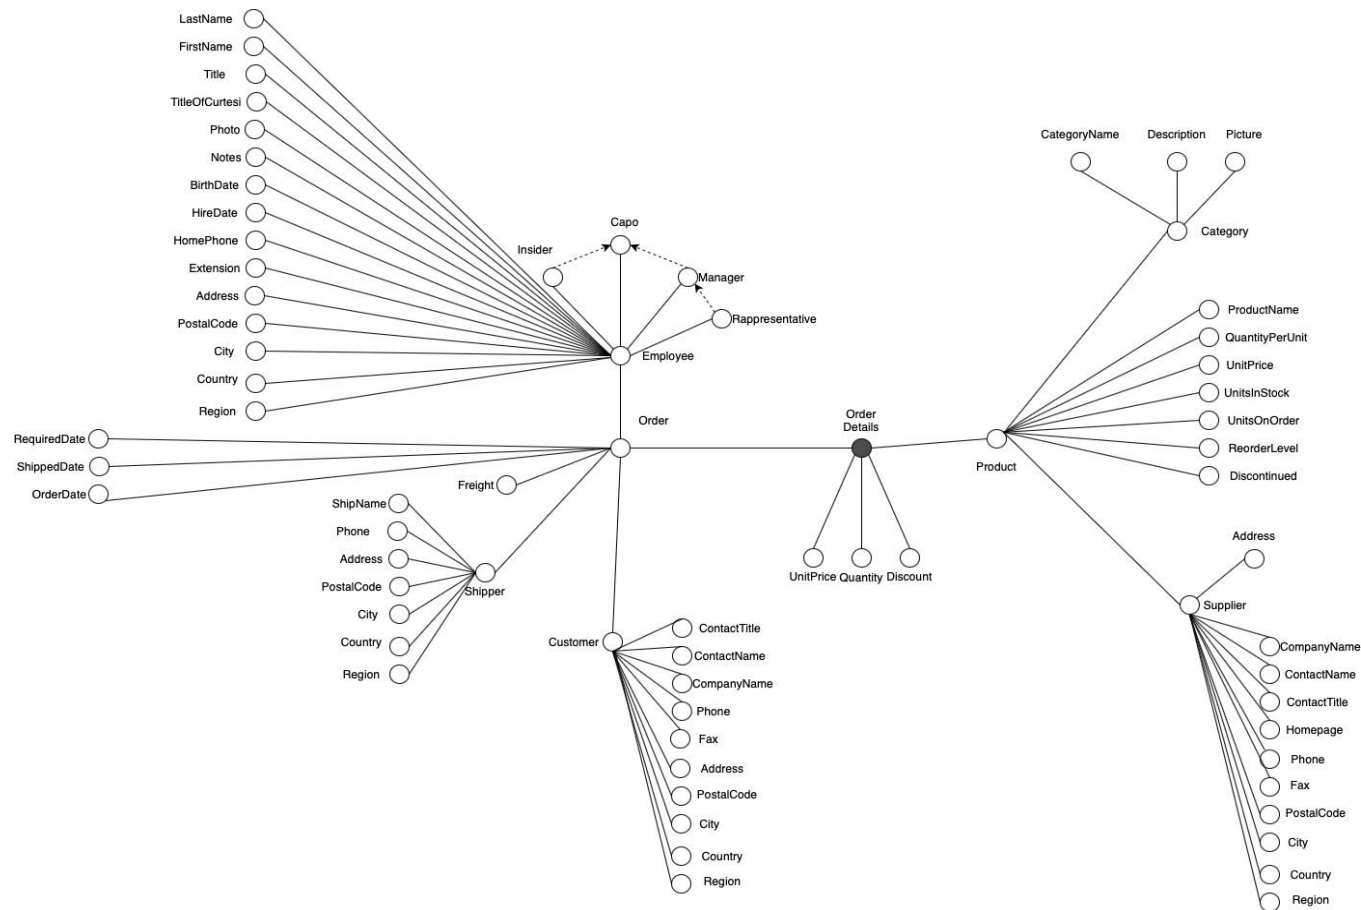 LastName
FirstName
Title
TitleOfCurtesi
Photo
Notes
BirthDate
HireDate
HomePhone
Extension
Address
PostalCode
City
Country
Region
Capo
Insider
Manager
Rappresentative
Employee
CategoryName
Description
Picture
Category
ProductName
QuantityPerUnit
UnitPrice
UnitsInStock
UnitsOnOrder
ReorderLevel
Discontinued
Order
Order
Details
Product
RequiredDate
ShippedDate
OrderDate
Freight
ShipName
Phone
Address
PostalCode
City
Country
Region
Shipper
UnitPrice
Quantity
Discount
Customer
ContactTitle
ContactName
CompanyName
Phone
Fax
Address
PostalCode
City
Country
Region
Address
Supplier
CompanyName
ContactName
ContactTitle
Homepage
Phone
Fax
PostalCode
City
Country
Region